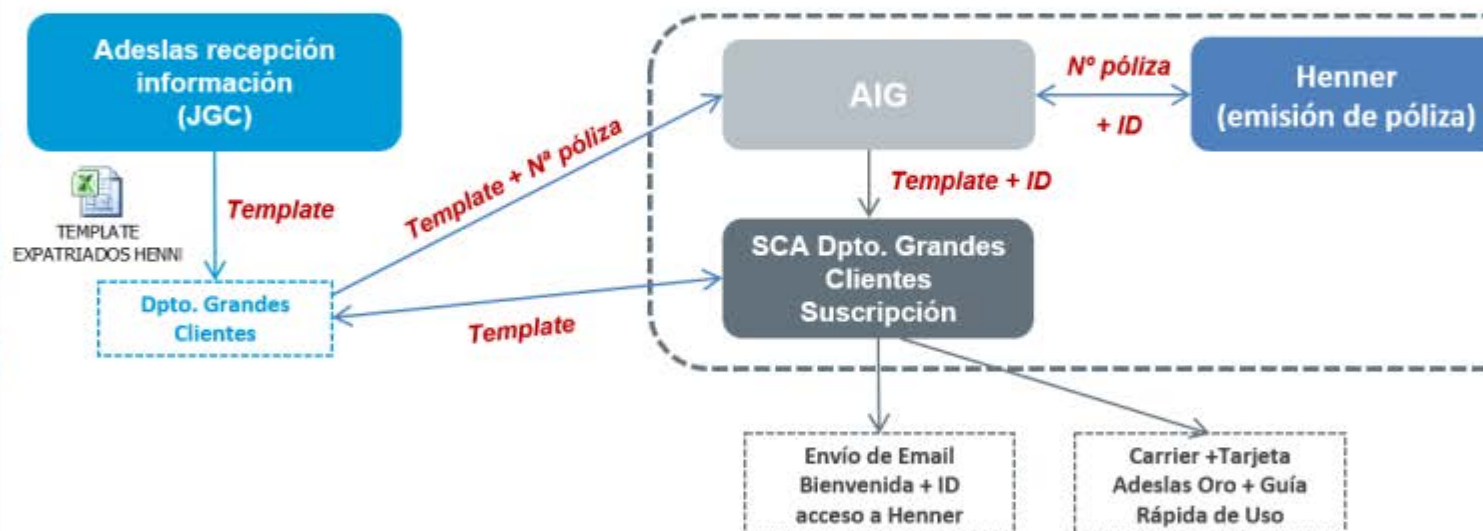 Adeslas recepción
información
(JGC)
TEMPLATE
EXPATRIADOS HENNI
Template
Dpto. Grandes
Clientes
Template + Nª póliza
Template
AIG
Nº póliza
+ ID
Henner
(emisión de póliza)
Template + ID
SCA Dpto. Grandes
Clientes
Suscripción
Envío de Email
Bienvenida + ID
acceso a Henner
Carrier +Tarjeta
Adeslas Oro + Guía
Rápida de Uso